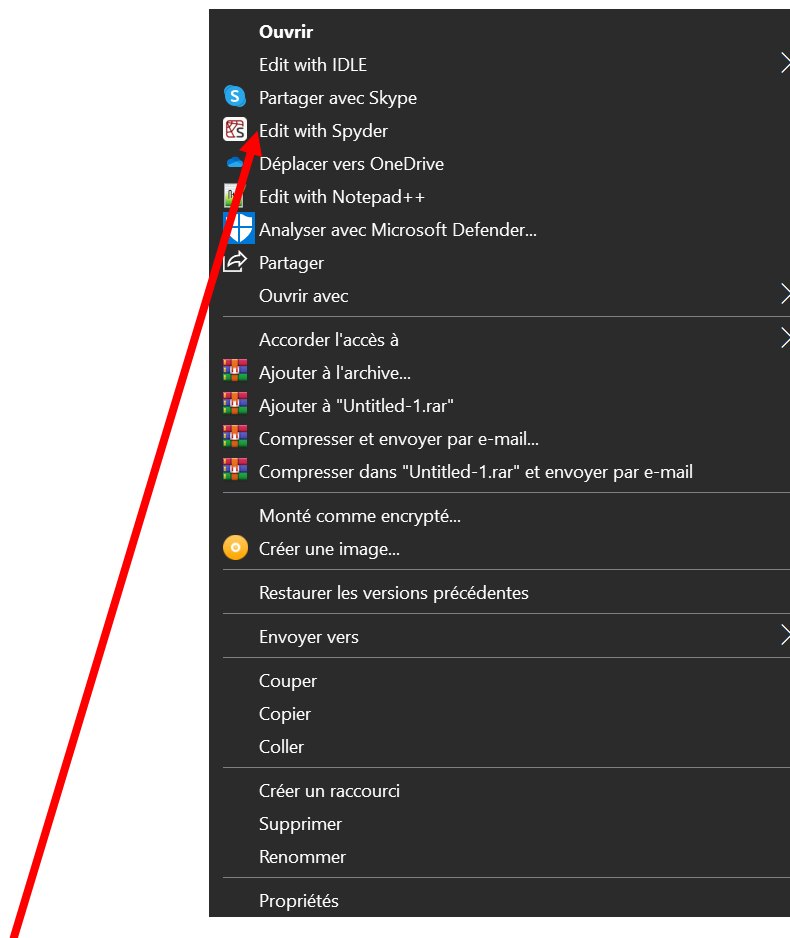 Ouvrir
Edit with IDLE
Partager avec Skype
Edit with Spyder
Déplacer vers OneDrive
Edit with Notepad++
Analyser avec Microsoft Defender...
Partager
Ouvrir avec
Accorder l'accès à
Ajouter à l'archive...
Ajouter à "Untitled-1.rar"
Compresser et envoyer par e-mail...
Compresser dans "Untitled-1.rar" et envoyer par e-mail
Monté comme encrypté...
Créer une image...
Restaurer les versions précédentes
Envoyer vers
Couper
Copier
Coller
Créer un raccourci
Supprimer
Renommer
Propriétés